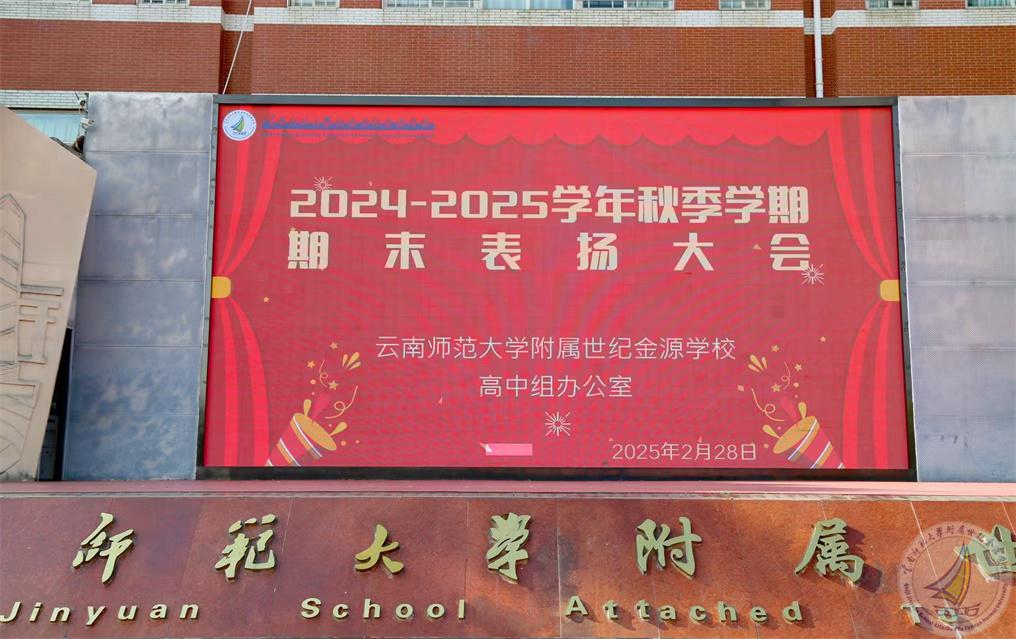 2024-2025学年秋季学期
期末表扬大会
云南师范大学附属世纪金源学校
高中组办公室
2025年2月28日
师范大学附属世
Jinyuan School Attached T